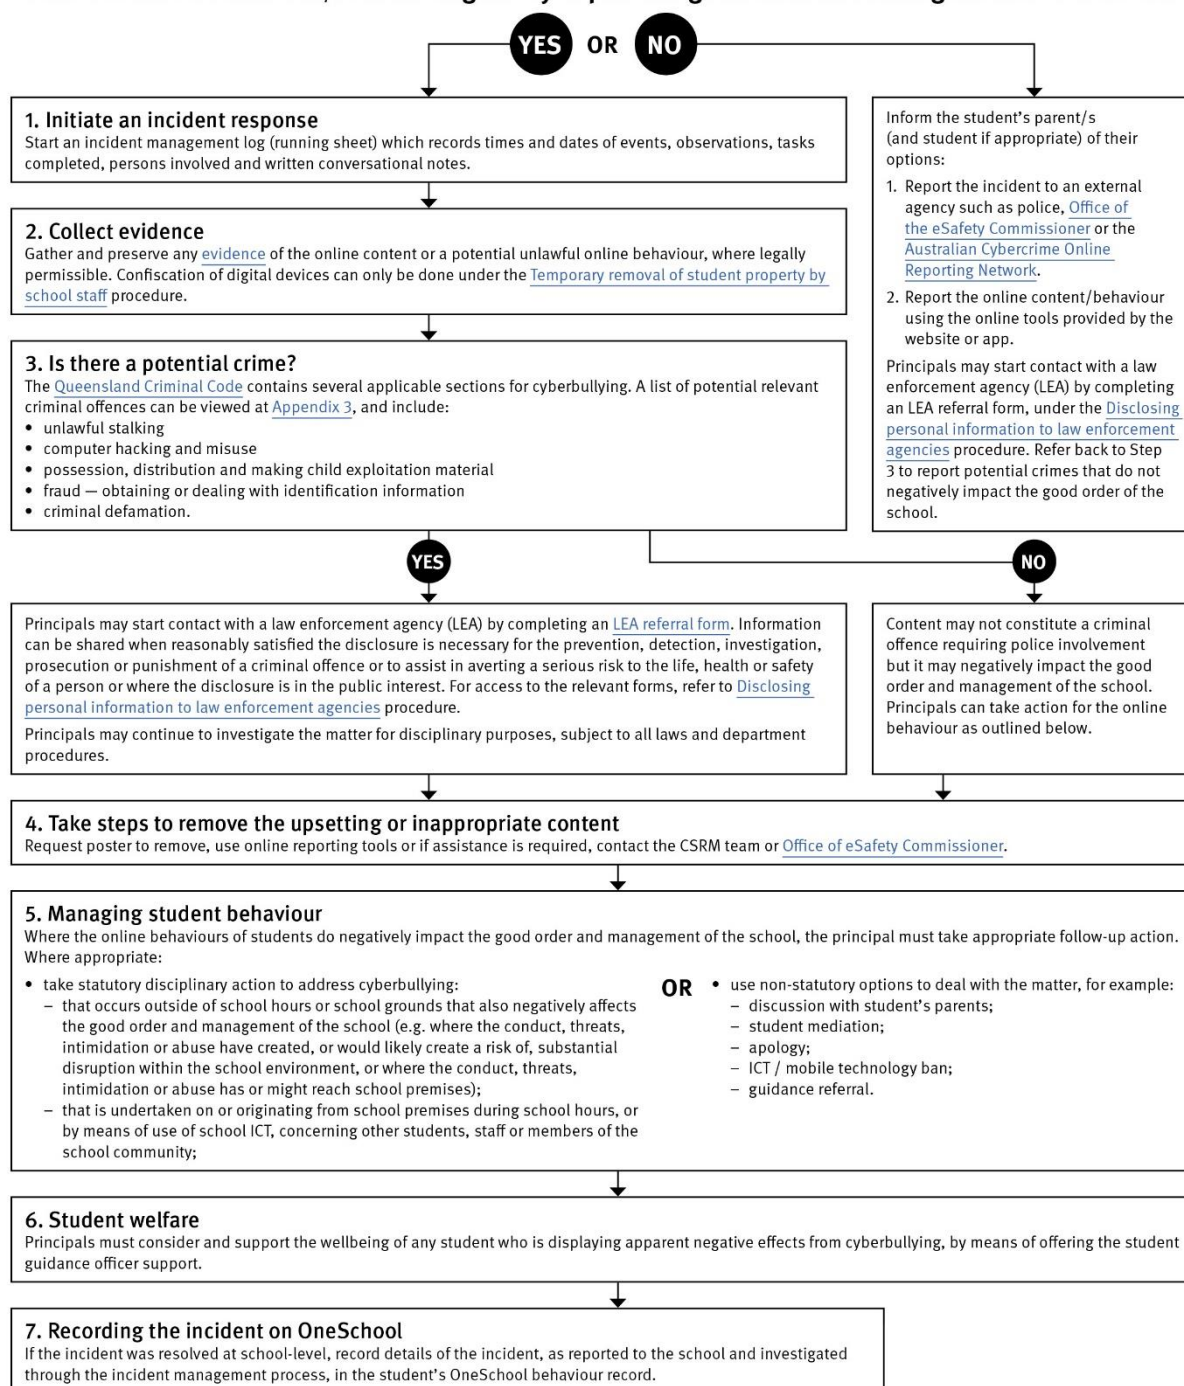 YES OR NO
1. Initiate an incident response
Start an incident management log (running sheet) which records times and dates of events, observations, tasks
completed, persons involved and written conversational notes.
2. Collect evidence
Gather and preserve any evidence of the online content or a potential unlawful online behaviour, where legally
permissible. Confiscation of digital devices can only be done under the Temporary removal of student property by
school staff procedure.
3. Is there a potential crime?
The Queensland Criminal Code contains several applicable sections for cyberbullying. A list of potential relevant
criminal offences can be viewed at Appendix 3, and include:
• unlawful stalking
• computer hacking and misuse
• possession, distribution and making child exploitation material
• fraud — obtaining or dealing with identification information
• criminal defamation.
Inform the student's parent/s
(and student if appropriate) of their
options:
1. Report the incident to an external
agency such as police, Office of
the eSafety Commissioner or the
Australian Cybercrime Online
Reporting Network.
2. Report the online content/behaviour
using the online tools provided by the
website or app.
Principals may start contact with a law
enforcement agency (LEA) by completing
an LEA referral form, under the Disclosing
personal information to law enforcement
agencies procedure. Refer back to Step
3 to report potential crimes that do not
negatively impact the good order of the
school.
YES
NO
Principals may start contact with a law enforcement agency (LEA) by completing an LEA referral form. Information
can be shared when reasonably satisfied the disclosure is necessary for the prevention, detection, investigation,
prosecution or punishment of a criminal offence or to assist in averting a serious risk to the life, health or safety
of a person or where the disclosure is in the public interest. For access to the relevant forms, refer to Disclosing
personal information to law enforcement agencies procedure.
Principals may continue to investigate the matter for disciplinary purposes, subject to all laws and department
procedures.
Content may not constitute a criminal
offence requiring police involvement
but it may negatively impact the good
order and management of the school.
Principals can take action for the online
behaviour as outlined below.
4. Take steps to remove the upsetting or inappropriate content
Request poster to remove, use online reporting tools or if assistance is required, contact the CSRM team or Office of eSafety Commissioner.
5. Managing student behaviour
Where the online behaviours of students do negatively impact the good order and management of the school, the principal must take appropriate follow-up action.
Where appropriate:
• take statutory disciplinary action to address cyberbullying:
– that occurs outside of school hours or school grounds that also negatively affects
the good order and management of the school (e.g. where the conduct, threats,
intimidation or abuse have created, or would likely create a risk of, substantial
disruption within the school environment, or where the conduct, threats,
intimidation or abuse has or might reach school premises);
– that is undertaken on or originating from school premises during school hours, or
by means of use of school ICT, concerning other students, staff or members of the
school community;
OR
• use non-statutory options to deal with the matter, for example:
– discussion with student's parents;
– student mediation;
– apology;
– ICT / mobile technology ban;
– guidance referral.
6. Student welfare
Principals must consider and support the wellbeing of any student who is displaying apparent negative effects from cyberbullying, by means of offering the student
guidance officer support.
7. Recording the incident on OneSchool
If the incident was resolved at school-level, record details of the incident, as reported to the school and investigated
through the incident management process, in the student's OneSchool behaviour record.